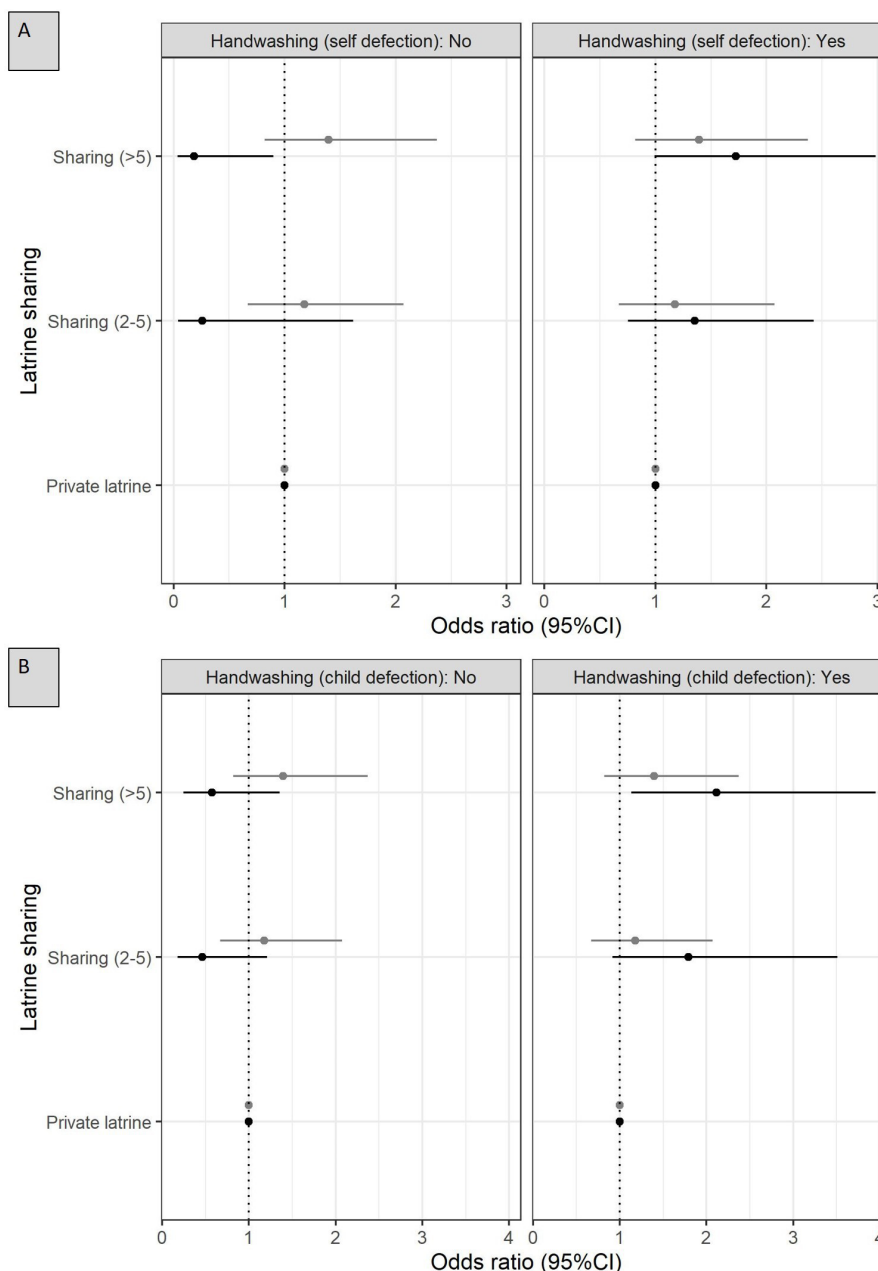 A
Handwashing (self defection): No
Handwashing (self defection): Yes
Latrine sharing
Sharing (>5)
Sharing (2-5)
Private latrine
0 1 2 3
0 1 2 3
Odds ratio (95%CI)
B
Handwashing (child defection): No
Handwashing (child defection): Yes
Latrine sharing
Sharing (>5)
Sharing (2-5)
Private latrine
0 1 2 3 4
0 1 2 3 4
Odds ratio (95%CI)